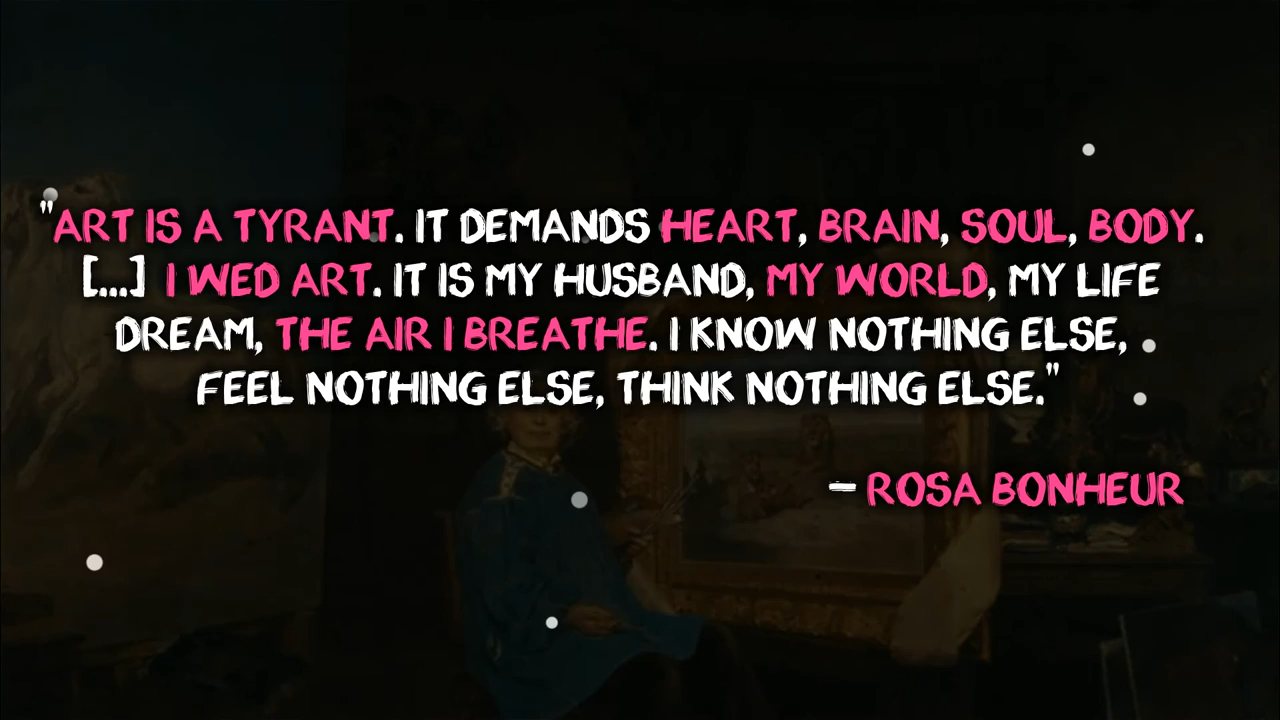 "ART IS A TYRANT. IT DEMANDS HEART, BRAIN, SOUL, BODY.
[...] I WED ART. IT IS MY HUSBAND, MY WORLD, MY LIFE
DREAM, THE AIR I BREATHE. I KNOW NOTHING ELSE,
FEEL NOTHING ELSE, THINK NOTHING ELSE."
- ROSA BONHEUR